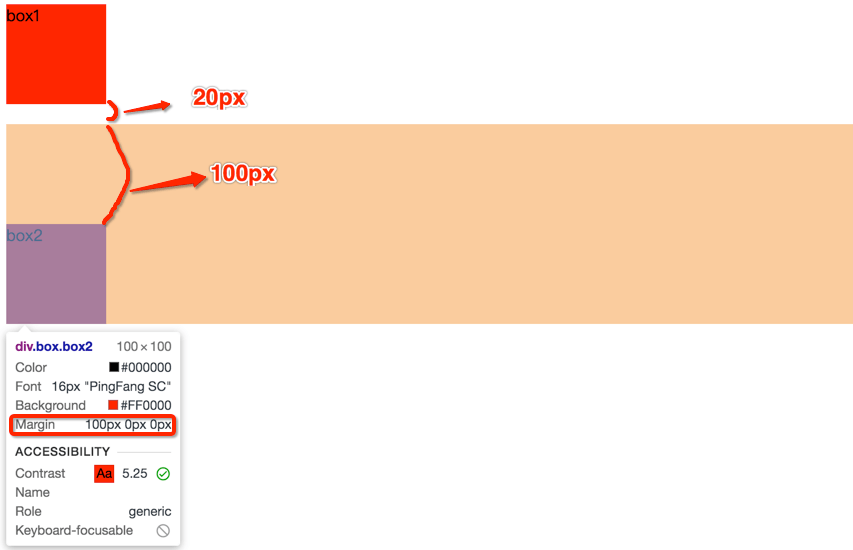 box1
20px
100px
box2
div.box.box2 100×100
Color #000000
Font 16px "PingFang SC"
Background #FF0000
Margin 100px 0px 0px
ACCESSIBILITY
Contrast Aa 5.25
Name
Role generic
Keyboard-focusable